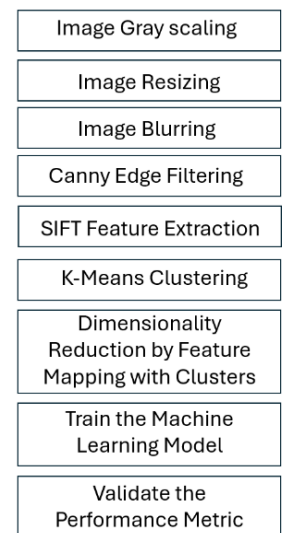 Image Gray scaling
Image Resizing
Image Blurring
Canny Edge Filtering
SIFT Feature Extraction
K-Means Clustering
Dimensionality
Reduction by Feature
Mapping with Clusters
Train the Machine
Learning Model
Validate the
Performance Metric